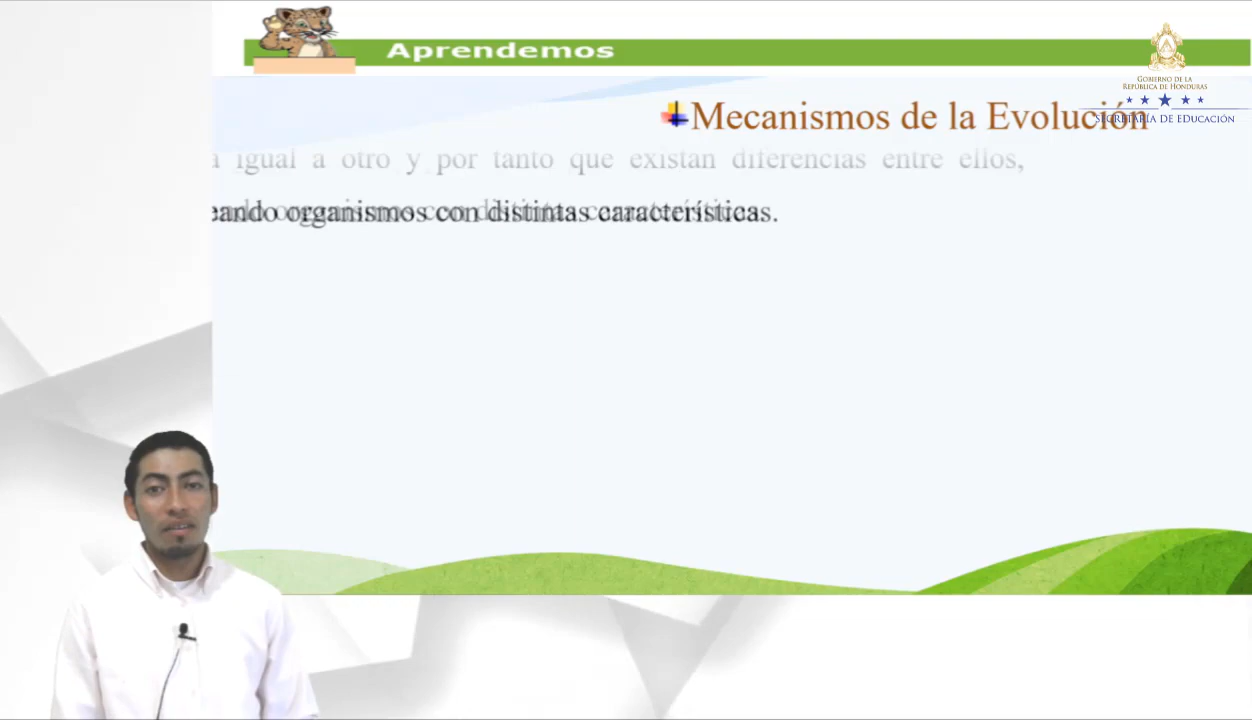 Aprendemos
GOBIERNO DE LA
REPÚBLICA DE HONDURAS
SECRETARÍA DE EDUCACIÓN
Mecanismos de la Evolución
igual a otro y por tanto que existan diferencias entre ellos,
organismos con distintas características.